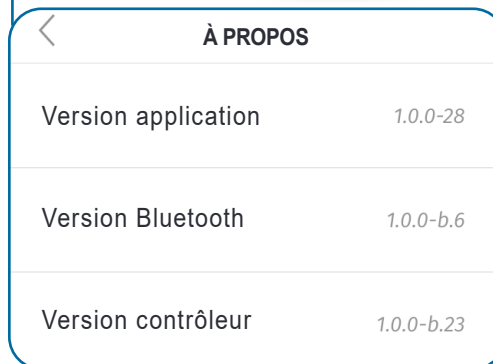 À PROPOS
Version application 1.0.0-28
Version Bluetooth 1.0.0-b.6
Version contrôleur 1.0.0-b.23